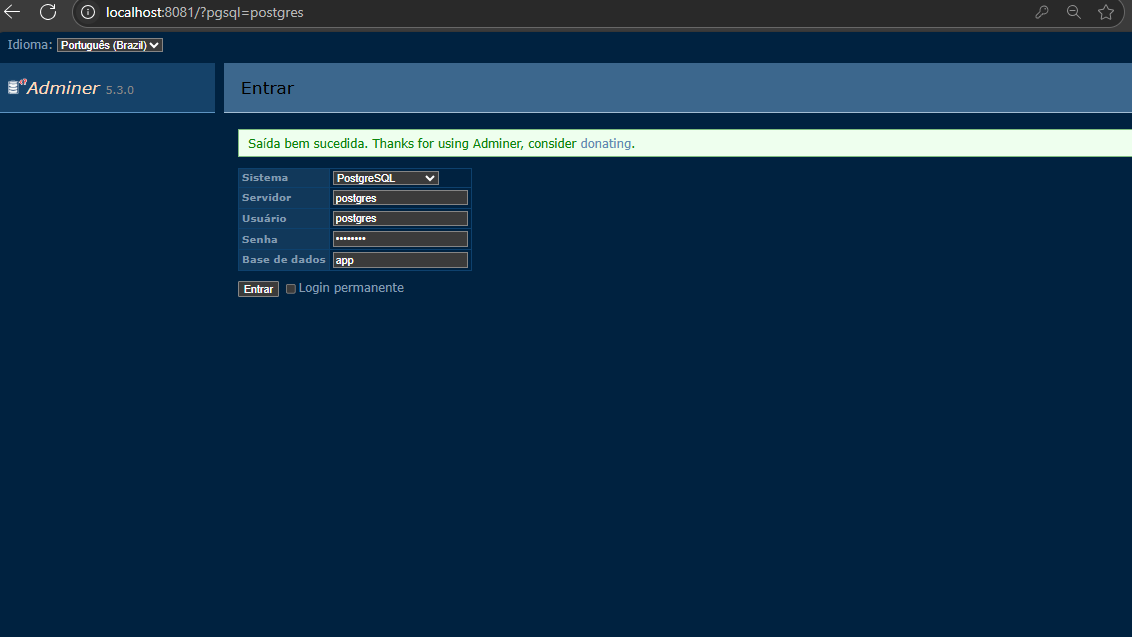 localhost:8081/?pgsql=postgres
Idioma: Português (Brazil)
Adminer 5.3.0
Entrar
Saída bem sucedida. Thanks for using Adminer, consider donating.
Sistema PostgreSQL
Servidor postgres
Usuário postgres
Senha ••••••••
Base de dados app
Entrar Login permanente